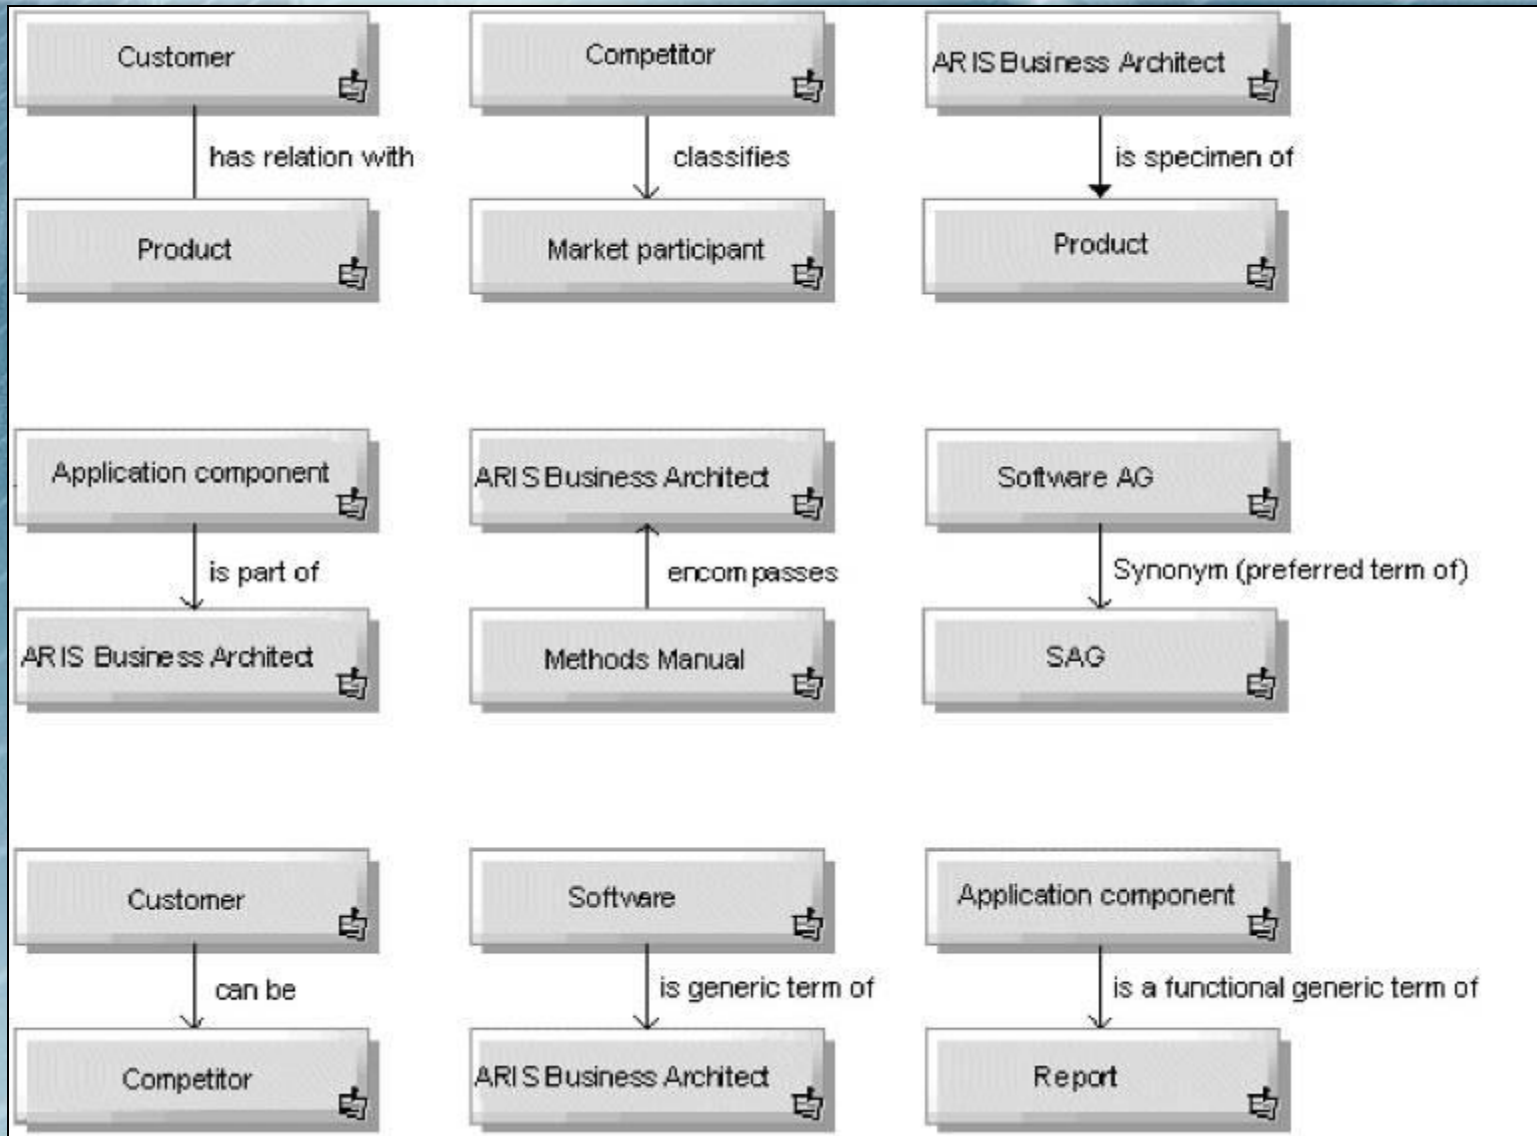 Customer
Competitor
ARIS Business Architect
has relation with
classifies
is specimen of
Product
Market participant
Product
Application component
ARIS Business Architect
Software AG
is part of
encompasses
Synonym (preferred term of)
ARIS Business Architect
Methods Manual
SAG
Customer
Software
Application component
can be
is generic term of
is a functional generic term of
Competitor
ARIS Business Architect
Report